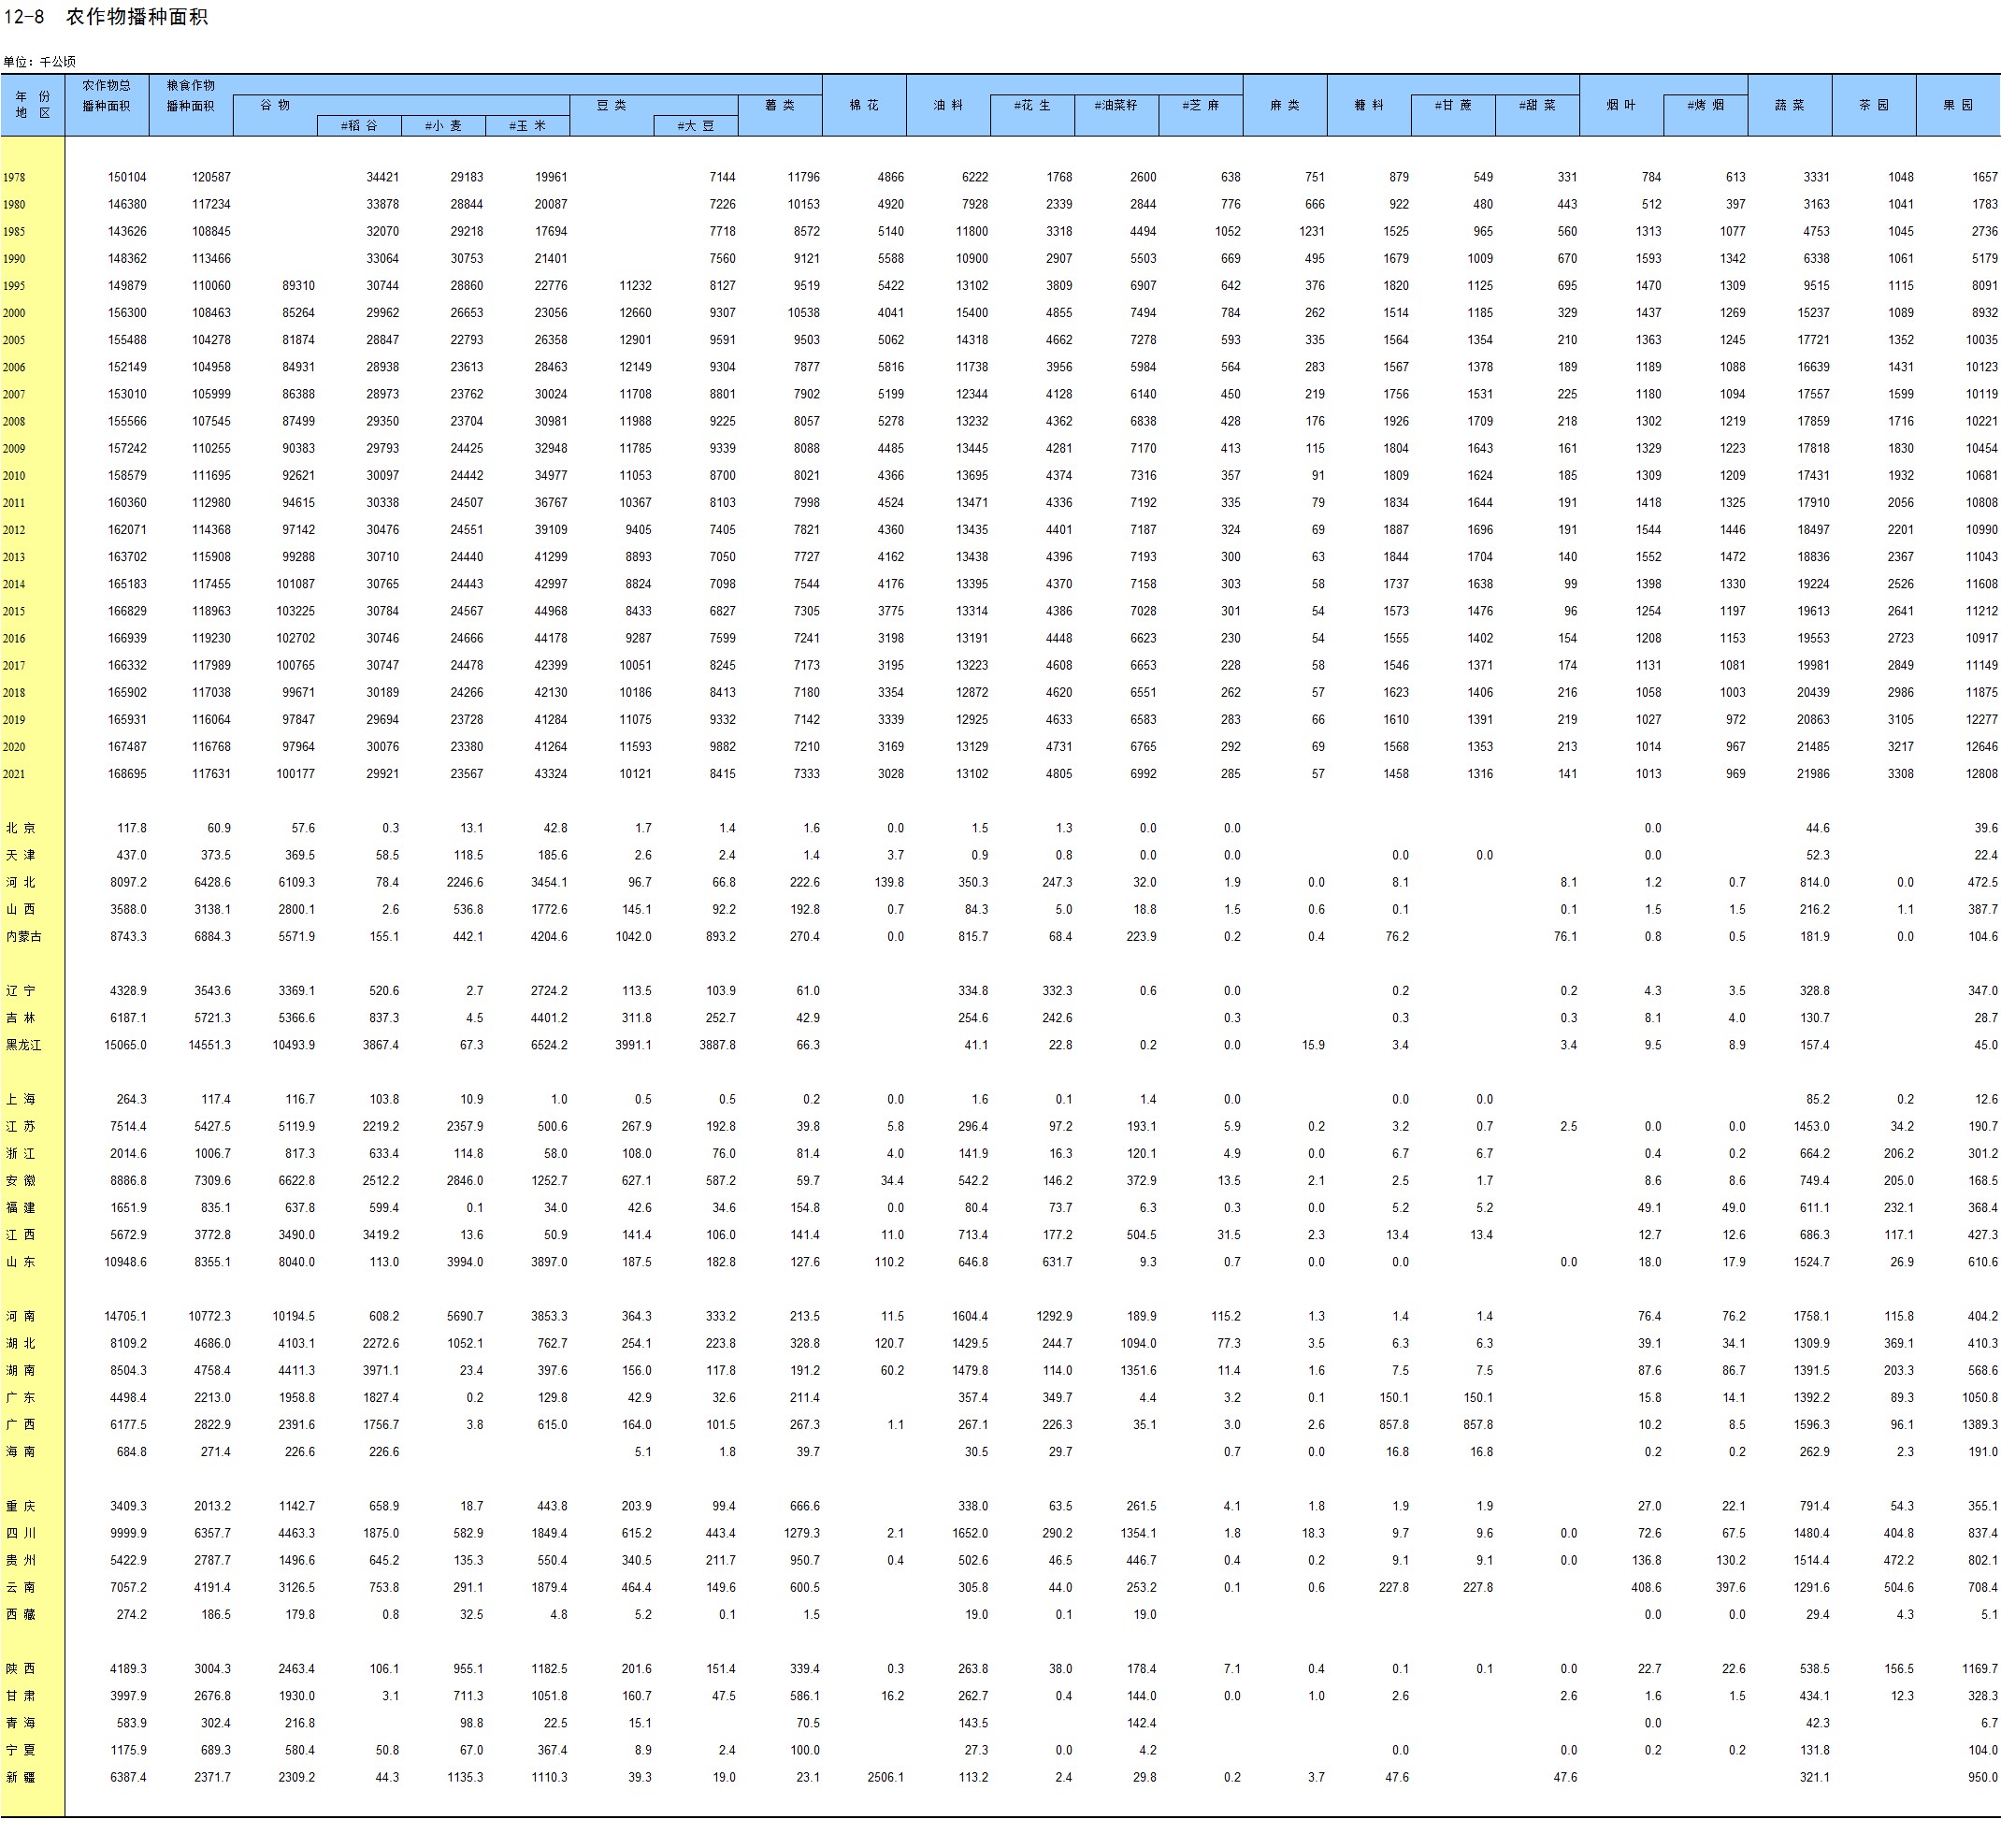 12-8 农作物播种面积
单位：千公顷
年 份 农作物总 粮食作物
地 区 播种面积 播种面积 谷 物 豆 类 薯 类 棉 花 油 料 #花 生 #油菜籽 #芝 麻 麻 类 糖 料 #甘 蔗 #甜 菜 烟 叶 #烤 烟 蔬 菜 茶 园 果 园
#稻 谷 #小 麦 #玉 米 #大 豆
1978 150104 120587 34421 29183 19961 7144 11796 4866 6222 1768 2600 638 751 879 549 331 784 613 3331 1048 1657
1980 146380 117234 33878 28844 20087 7226 10153 4920 7928 2339 2844 776 666 922 480 443 512 397 3163 1041 1783
1985 143626 108845 32070 29218 17694 7718 8572 5140 11800 3318 4494 1052 1231 1525 965 560 1313 1077 4753 1045 2736
1990 148362 113466 33064 30753 21401 7560 9121 5588 10900 2907 5503 669 495 1679 1009 670 1593 1342 6338 1061 5179
1995 149879 110060 89310 30744 28860 22776 11232 8127 9519 5422 13102 3809 6907 642 376 1820 1125 695 1470 1309 9515 1115 8091
2000 156300 108463 85264 29962 26653 23056 12660 9307 10538 4041 15400 4855 7494 784 262 1514 1185 329 1437 1269 15237 1089 8932
2005 155488 104278 81874 28847 22793 26358 12901 9591 9503 5062 14318 4662 7278 593 335 1564 1354 210 1363 1245 17721 1352 10035
2006 152149 104958 84931 28938 23613 28463 12149 9304 7877 5816 11738 3956 5984 564 283 1567 1378 189 1189 1088 16639 1431 10123
2007 153010 105999 86388 28973 23762 30024 11708 8801 7902 5199 12344 4128 6140 450 219 1756 1531 225 1180 1094 17557 1599 10119
2008 155566 107545 87499 29350 23704 30981 11988 9225 8057 5278 13232 4362 6838 428 176 1926 1709 218 1302 1219 17859 1716 10221
2009 157242 110255 90383 29793 24425 32948 11785 9339 8088 4485 13445 4281 7170 413 115 1804 1643 161 1329 1223 17818 1830 10454
2010 158579 111695 92621 30097 24442 34977 11053 8700 8021 4366 13695 4374 7316 357 91 1809 1624 185 1309 1209 17431 1932 10681
2011 160360 112980 94615 30338 24507 36767 10367 8103 7998 4524 13471 4336 7192 335 79 1834 1644 191 1418 1325 17910 2056 10808
2012 162071 114368 97142 30476 24551 39109 9405 7405 7821 4360 13435 4401 7187 324 69 1887 1696 191 1544 1446 18497 2201 10990
2013 163702 115908 99288 30710 24440 41299 8893 7050 7727 4162 13438 4396 7193 300 63 1844 1704 140 1552 1472 18836 2367 11043
2014 165183 117455 101087 30765 24443 42997 8824 7098 7544 4176 13395 4370 7158 303 58 1737 1638 99 1398 1330 19224 2526 11608
2015 166829 118963 103225 30784 24567 44968 8433 6827 7305 3775 13314 4386 7028 301 54 1573 1476 96 1254 1197 19613 2641 11212
2016 166939 119230 102702 30746 24666 44178 9287 7599 7241 3198 13191 4448 6623 230 54 1555 1402 154 1208 1153 19553 2723 10917
2017 166332 117989 100765 30747 24478 42399 10051 8245 7173 3195 13223 4608 6653 228 58 1546 1371 174 1131 1081 19981 2849 11149
2018 165902 117038 99671 30189 24266 42130 10186 8413 7180 3354 12872 4620 6551 262 57 1623 1406 216 1058 1003 20439 2986 11875
2019 165931 116064 97847 29694 23728 41284 11075 9332 7142 3339 12925 4633 6583 283 66 1610 1391 219 1027 972 20863 3105 12277
2020 167487 116768 97964 30076 23380 41264 11593 9882 7210 3169 13129 4731 6765 292 69 1568 1353 213 1014 967 21485 3217 12646
2021 168695 117631 100177 29921 23567 43324 10121 8415 7333 3028 13102 4805 6992 285 57 1458 1316 141 1013 969 21986 3308 12808
北 京 117.8 60.9 57.6 0.3 13.1 42.8 1.7 1.4 1.6 0.0 1.5 1.3 0.0 0.0 0.0 44.6 39.6
天 津 437.0 373.5 369.5 58.5 118.5 185.6 2.6 2.4 1.4 3.7 0.9 0.8 0.0 0.0 0.0 0.0 0.0 52.3 22.4
河 北 8097.2 6428.6 6109.3 78.4 2246.6 3454.1 96.7 66.8 222.6 139.8 350.3 247.3 32.0 1.9 0.0 8.1 8.1 1.2 0.7 814.0 0.0 472.5
山 西 3588.0 3138.1 2800.1 2.6 536.8 1772.6 145.1 92.2 192.8 0.7 84.3 5.0 18.8 1.5 0.6 0.1 0.1 1.5 1.5 216.2 1.1 387.7
内蒙古 8743.3 6884.3 5571.9 155.1 442.1 4204.6 1042.0 893.2 270.4 0.0 815.7 68.4 223.9 0.2 0.4 76.2 76.1 0.8 0.5 181.9 0.0 104.6
辽 宁 4328.9 3543.6 3369.1 520.6 2.7 2724.2 113.5 103.9 61.0 334.8 332.3 0.6 0.0 0.2 0.2 4.3 3.5 328.8 347.0
吉 林 6187.1 5721.3 5366.6 837.3 4.5 4401.2 311.8 252.7 42.9 254.6 242.6 0.3 0.3 0.3 8.1 4.0 130.7 28.7
黑龙江 15065.0 14551.3 10493.9 3867.4 67.3 6524.2 3991.1 3887.8 66.3 41.1 22.8 0.2 0.0 15.9 3.4 3.4 9.5 8.9 157.4 45.0
上 海 264.3 117.4 116.7 103.8 10.9 1.0 0.5 0.5 0.2 0.0 1.6 0.1 1.4 0.0 0.0 0.0 85.2 0.2 12.6
江 苏 7514.4 5427.5 5119.9 2219.2 2357.9 500.6 267.9 192.8 39.8 5.8 296.4 97.2 193.1 5.9 0.2 3.2 0.7 2.5 0.0 0.0 1453.0 34.2 190.7
浙 江 2014.6 1006.7 817.3 633.4 114.8 58.0 108.0 76.0 81.4 4.0 141.9 16.3 120.1 4.9 0.0 6.7 6.7 0.4 0.2 664.2 206.2 301.2
安 徽 8886.8 7309.6 6622.8 2512.2 2846.0 1252.7 627.1 587.2 59.7 34.4 542.2 146.2 372.9 13.5 2.1 2.5 1.7 8.6 8.6 749.4 205.0 168.5
福 建 1651.9 835.1 637.8 599.4 0.1 34.0 42.6 34.6 154.8 0.0 80.4 73.7 6.3 0.3 0.0 5.2 5.2 49.1 49.0 611.1 232.1 368.4
江 西 5672.9 3772.8 3490.0 3419.2 13.6 50.9 141.4 106.0 141.4 11.0 713.4 177.2 504.5 31.5 2.3 13.4 13.4 12.7 12.6 686.3 117.1 427.3
山 东 10948.6 8355.1 8040.0 113.0 3994.0 3897.0 187.5 182.8 127.6 110.2 646.8 631.7 9.3 0.7 0.0 0.0 0.0 18.0 17.9 1524.7 26.9 610.6
河 南 14705.1 10772.3 10194.5 608.2 5690.7 3853.3 364.3 333.2 213.5 11.5 1604.4 1292.9 189.9 115.2 1.3 1.4 1.4 76.4 76.2 1758.1 115.8 404.2
湖 北 8109.2 4686.0 4103.1 2272.6 1052.1 762.7 254.1 223.8 328.8 120.7 1429.5 244.7 1094.0 77.3 3.5 6.3 6.3 39.1 34.1 1309.9 369.1 410.3
湖 南 8504.3 4758.4 4411.3 3971.1 23.4 397.6 156.0 117.8 191.2 60.2 1479.8 114.0 1351.6 11.4 1.6 7.5 7.5 87.6 86.7 1391.5 203.3 568.6
广 东 4498.4 2213.0 1958.8 1827.4 0.2 129.8 42.9 32.6 211.4 357.4 349.7 4.4 3.2 0.1 150.1 150.1 15.8 14.1 1392.2 89.3 1050.8
广 西 6177.5 2822.9 2391.6 1756.7 3.8 615.0 164.0 101.5 267.3 1.1 267.1 226.3 35.1 3.0 2.6 857.8 857.8 10.2 8.5 1596.3 96.1 1389.3
海 南 684.8 271.4 226.6 226.6 5.1 1.8 39.7 30.5 29.7 0.7 0.0 16.8 16.8 0.2 0.2 262.9 2.3 191.0
重 庆 3409.3 2013.2 1142.7 658.9 18.7 443.8 203.9 99.4 666.6 338.0 63.5 261.5 4.1 1.8 1.9 1.9 27.0 22.1 791.4 54.3 355.1
四 川 9999.9 6357.7 4463.3 1875.0 582.9 1849.4 615.2 443.4 1279.3 2.1 1652.0 290.2 1354.1 1.8 18.3 9.7 9.6 0.0 72.6 67.5 1480.4 404.8 837.4
贵 州 5422.9 2787.7 1496.6 645.2 135.3 550.4 340.5 211.7 950.7 0.4 502.6 46.5 446.7 0.4 0.2 9.1 9.1 0.0 136.8 130.2 1514.4 472.2 802.1
云 南 7057.2 4191.4 3126.5 753.8 291.1 1879.4 464.4 149.6 600.5 305.8 44.0 253.2 0.1 0.6 227.8 227.8 408.6 397.6 1291.6 504.6 708.4
西 藏 274.2 186.5 179.8 0.8 32.5 4.8 5.2 0.1 1.5 19.0 0.1 19.0 0.0 0.0 29.4 4.3 5.1
陕 西 4189.3 3004.3 2463.4 106.1 955.1 1182.5 201.6 151.4 339.4 0.3 263.8 38.0 178.4 7.1 0.4 0.1 0.1 0.0 22.7 22.6 538.5 156.5 1169.7
甘 肃 3997.9 2676.8 1930.0 3.1 711.3 1051.8 160.7 47.5 586.1 16.2 262.7 0.4 144.0 0.0 1.0 2.6 2.6 1.6 1.5 434.1 12.3 328.3
青 海 583.9 302.4 216.8 98.8 22.5 15.1 70.5 143.5 142.4 0.0 42.3 6.7
宁 夏 1175.9 689.3 580.4 50.8 67.0 367.4 8.9 2.4 100.0 27.3 0.0 4.2 0.0 0.0 0.2 0.2 131.8 104.0
新 疆 6387.4 2371.7 2309.2 44.3 1135.3 1110.3 39.3 19.0 23.1 2506.1 113.2 2.4 29.8 0.2 3.7 47.6 47.6 321.1 950.0